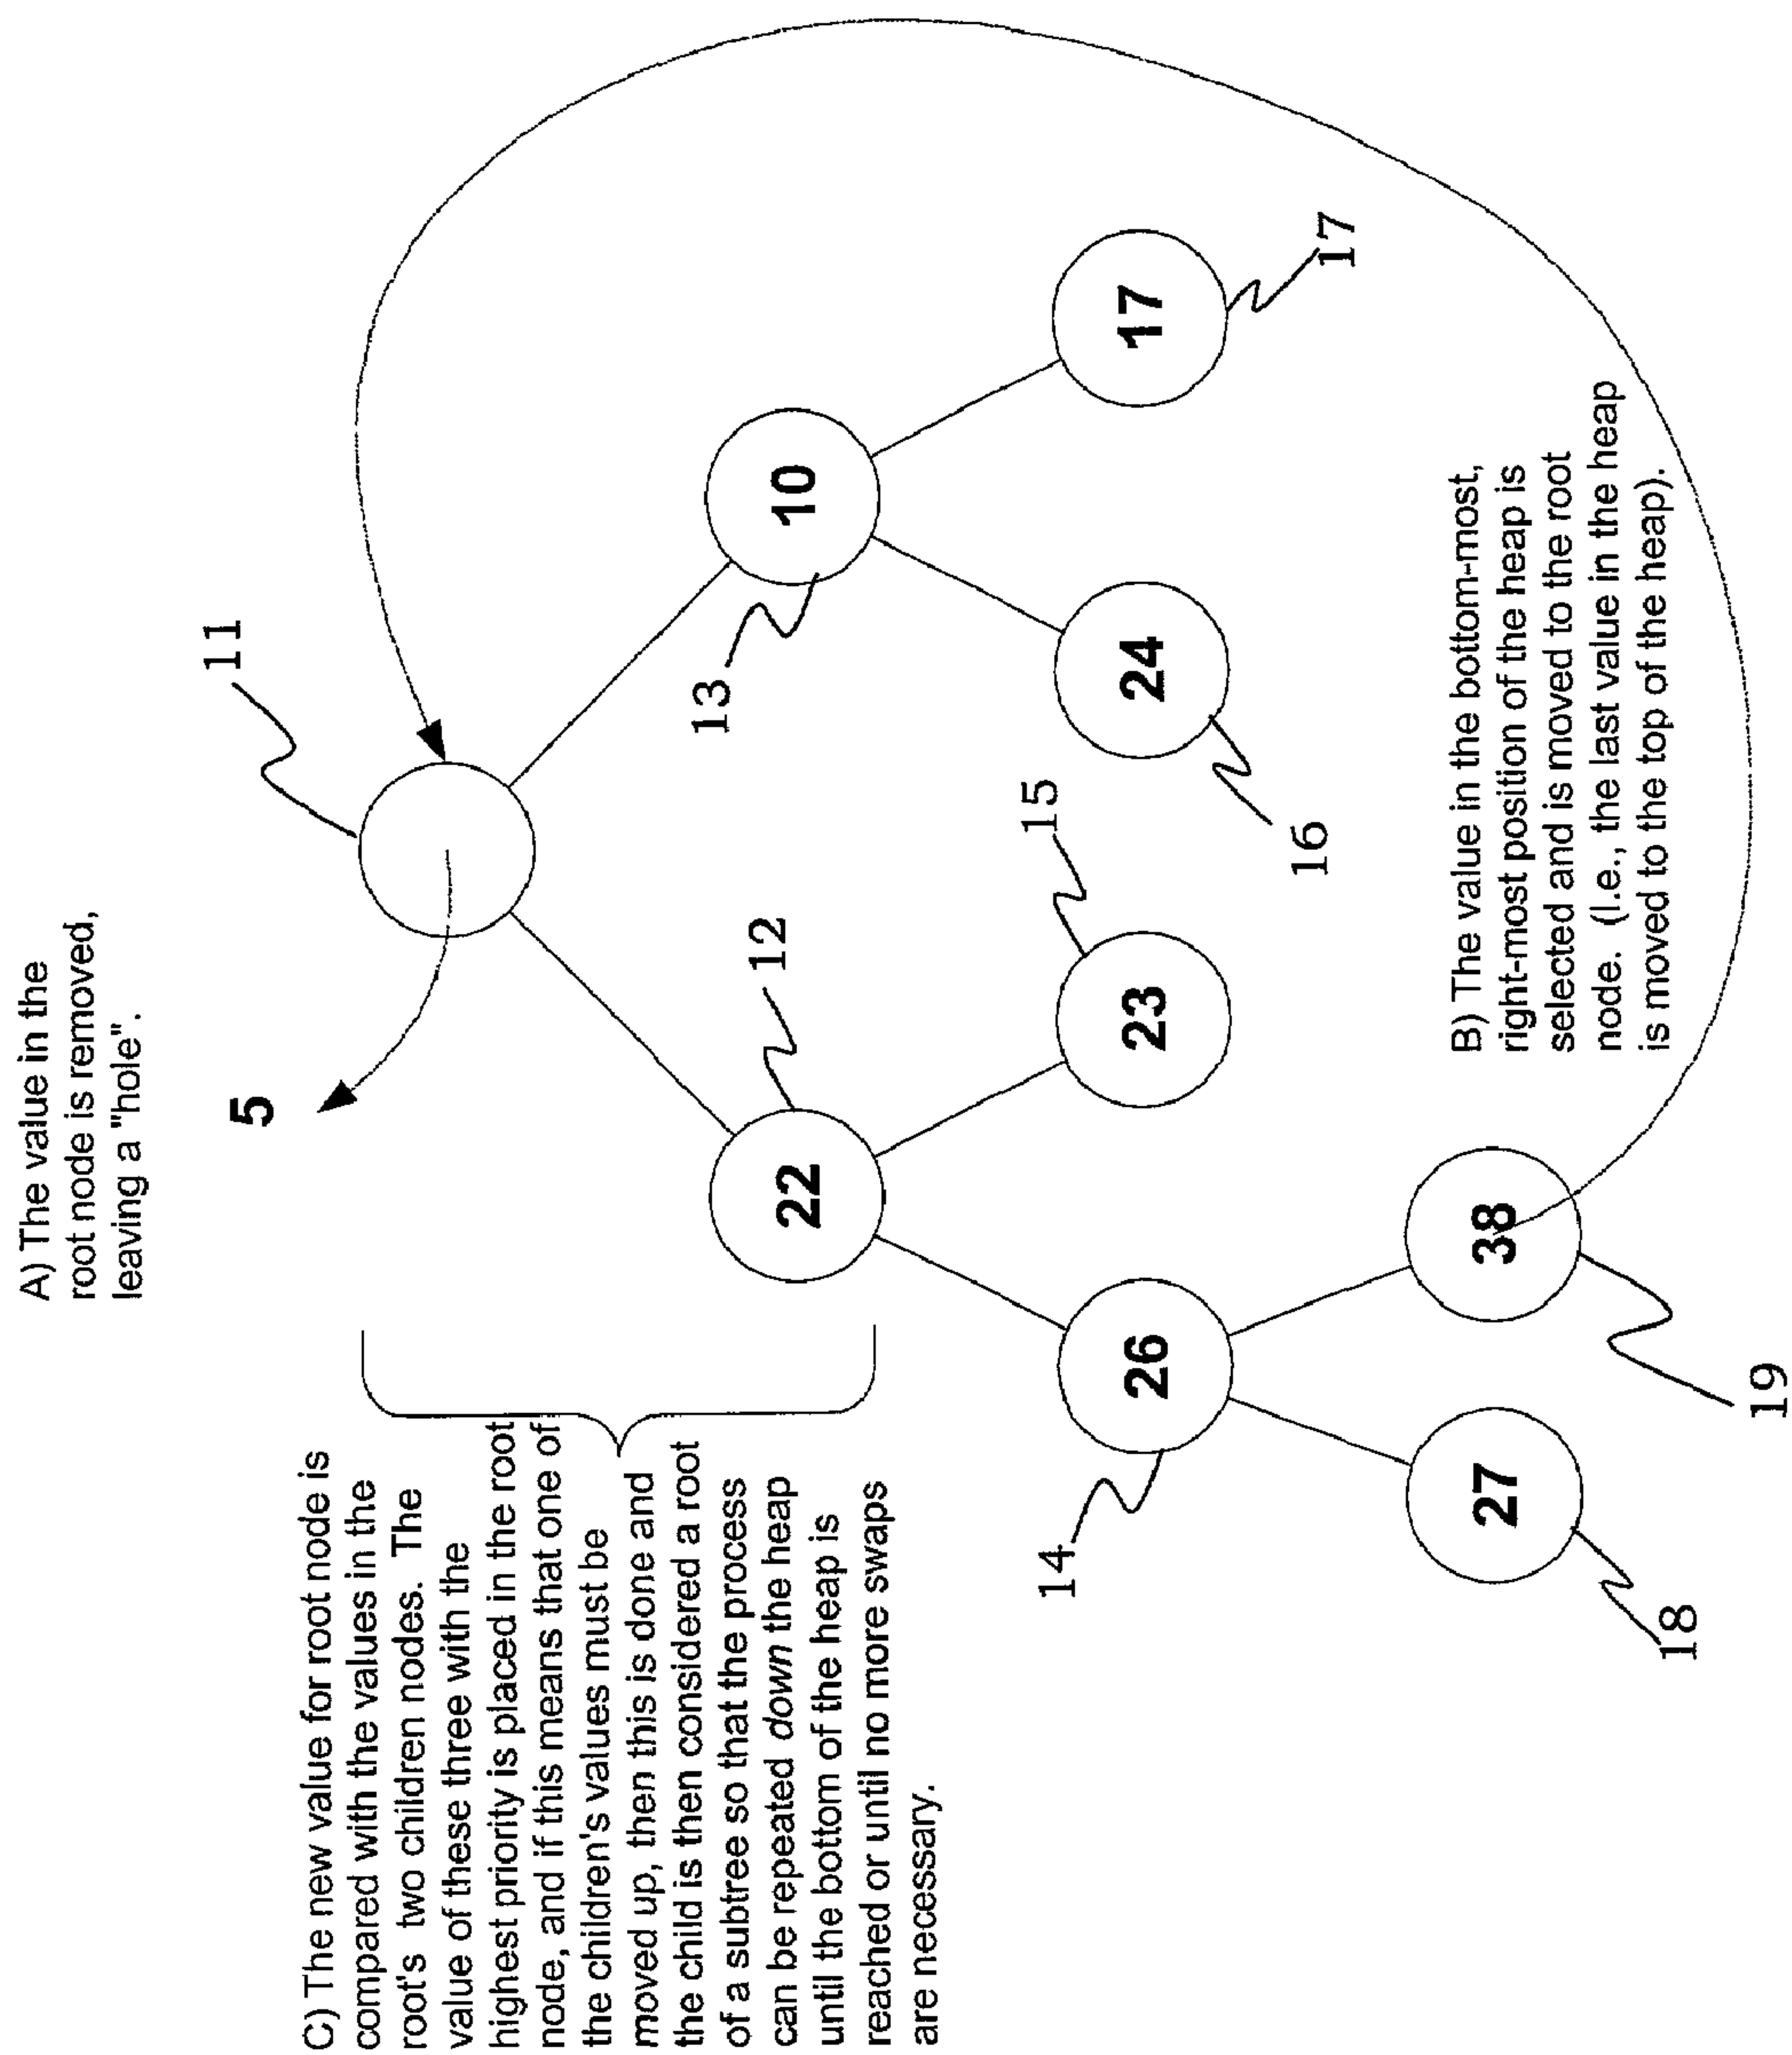 A) The value in the
root node is removed,
leaving a "hole".
5
11
C) The new value for root node is
compared with the values in the
root's two children nodes. The
value of these three with the
highest priority is placed in the root
node, and if this means that one of
the children's values must be
moved up, then this is done and
the child is then considered a root
of a subtree so that the process
can be repeated down the heap
until the bottom of the heap is
reached or until no more swaps
are necessary.
22
12
13
10
14
26
23
15
24
16
17
17
27
18
38
19
B) The value in the bottom-most,
right-most position of the heap is
selected and is moved to the root
node. (I.e., the last value in the heap
is moved to the top of the heap).